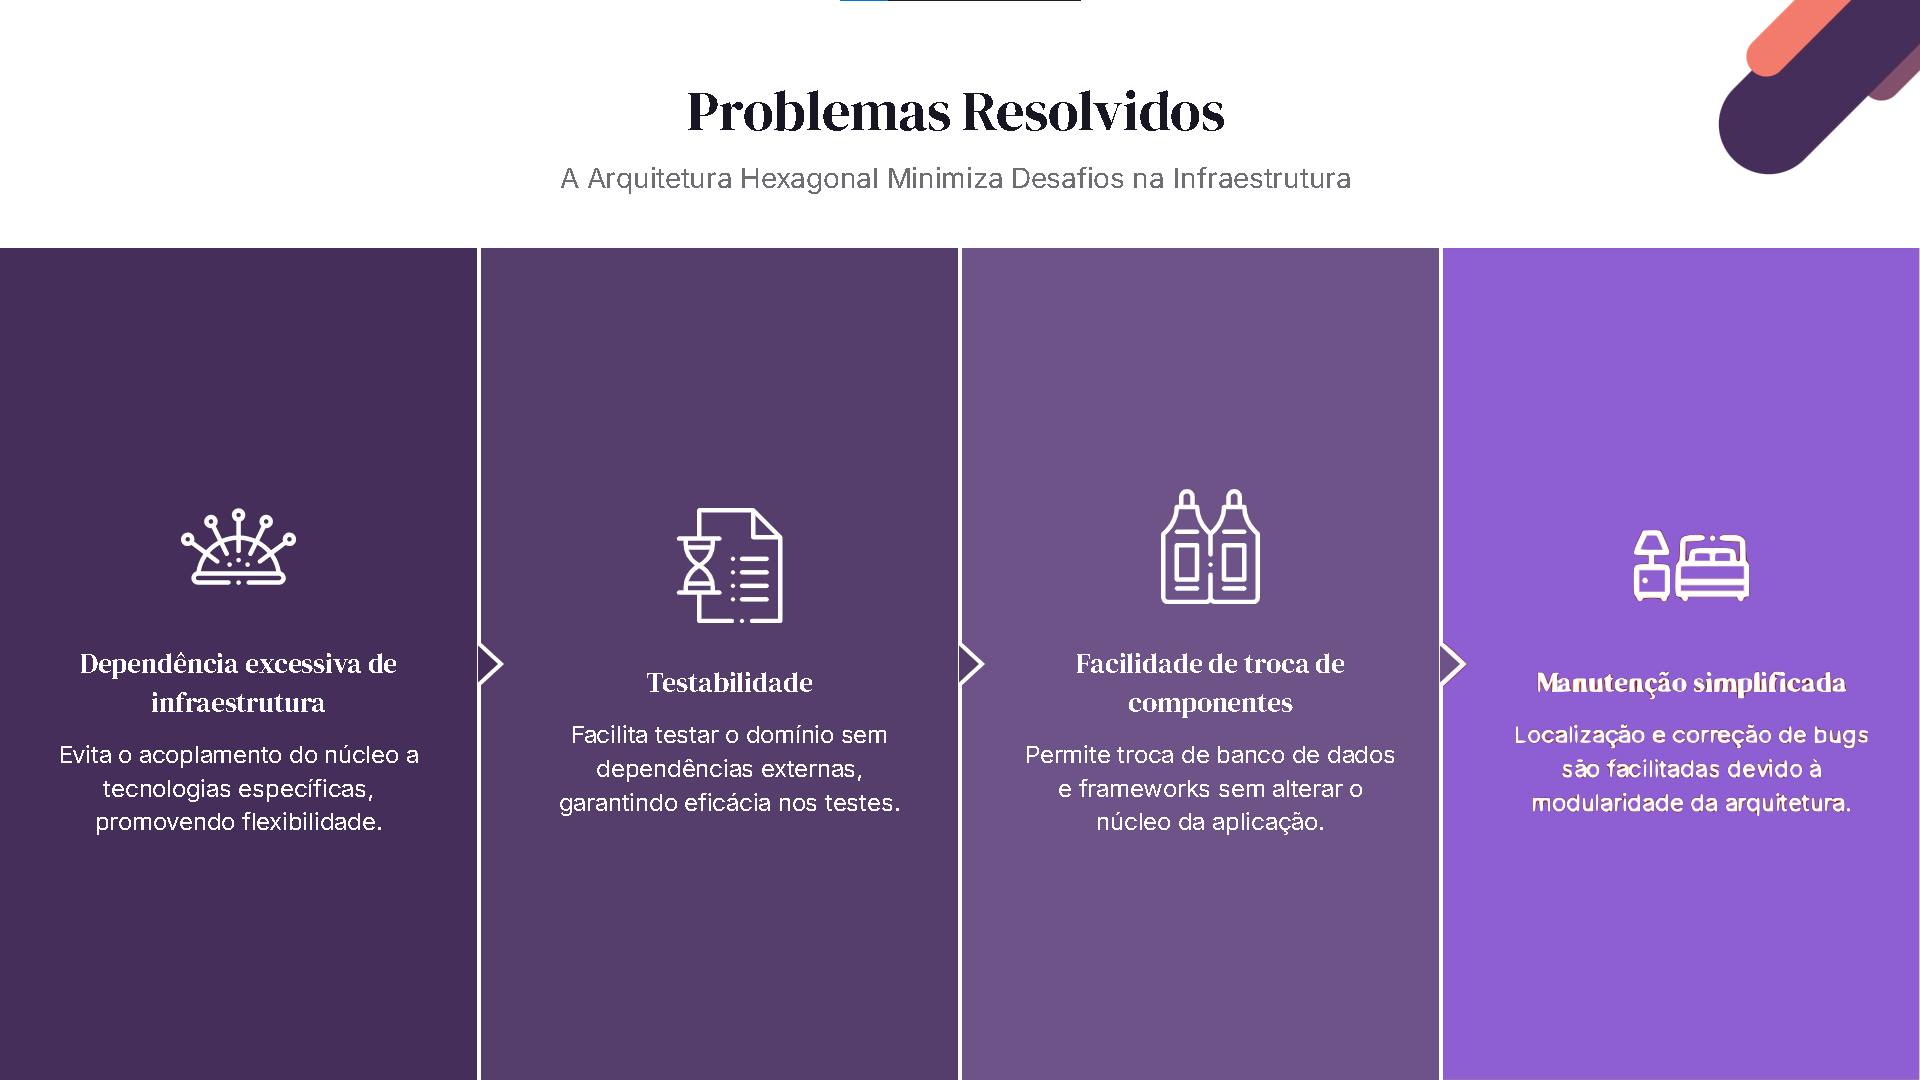 Problemas Resolvidos
A Arquitetura Hexagonal Minimiza Desafios na Infraestrutura
Dependência excessiva de
infraestrutura
Evita o acoplamento do núcleo a
tecnologias específicas,
promovendo flexibilidade.
Testabilidade
Facilita testar o domínio sem
dependências externas,
garantindo eficácia nos testes.
Facilidade de troca de
componentes
Permite troca de banco de dados
e frameworks sem alterar o
núcleo da aplicação.
Manutenção simplificada
Localização e correção de bugs
são facilitadas devido à
modularidade da arquitetura.